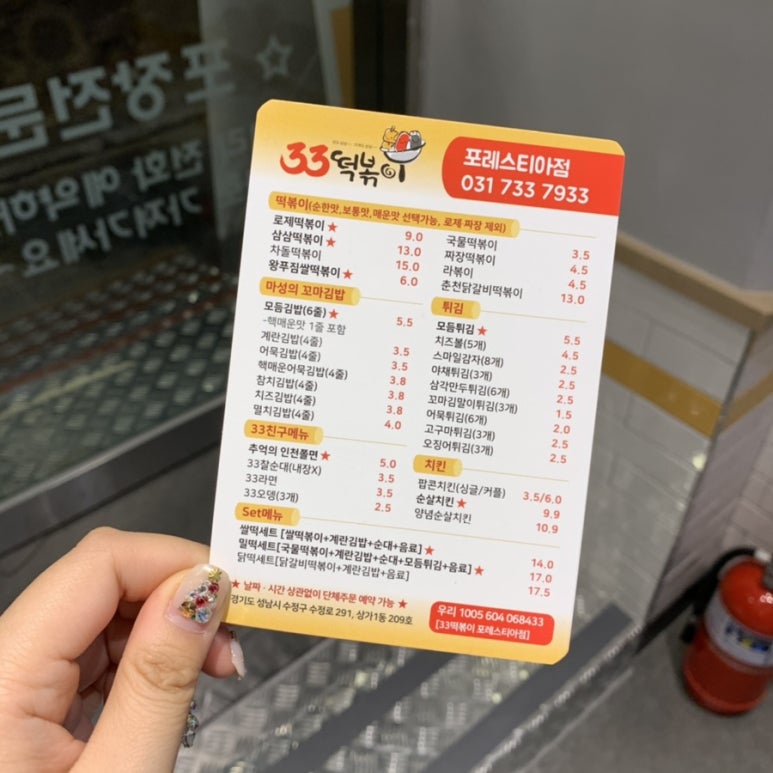 포장전문
전화 예약하
가져가세요~
33떡볶이
포레스티아점
031 733 7933
떡볶이(순한맛,보통맛,매운맛 선택가능, 로제·짜장 제외)
로제떡볶이★ 9.0
삼삼떡볶이★ 13.0
차돌떡볶이 15.0
왕푸짐쌀떡볶이★ 6.0
국물떡볶이 3.5
짜장떡볶이 4.5
라볶이 4.5
춘천닭갈비떡볶이 13.0
마성의 꼬마김밥
모듬김밥(6줄)★ 5.5
-핵매운맛 1줄 포함
계란김밥(4줄) 3.5
어묵김밥(4줄) 3.5
핵매운어묵김밥(4줄) 3.8
참치김밥(4줄) 3.8
치즈김밥(4줄) 3.8
멸치김밥(4줄) 4.0
튀김
모듬튀김★ 5.5
치즈볼(5개) 4.5
스마일감자(8개) 2.5
야채튀김(3개) 2.5
삼각만두튀김(6개) 2.5
꼬마김말이튀김(3개) 1.5
어묵튀김(6개) 2.0
고구마튀김(3개) 2.5
오징어튀김(3개) 2.5
33친구메뉴
추억의 인천쫄면★ 5.0
33찰순대(내장X) 3.5
33라면 3.5
33오뎅(3개) 2.5
치킨
팝콘치킨(싱글/커플) 3.5/6.0
순살치킨★ 9.9
양념순살치킨 10.9
Set메뉴
쌀떡세트 [쌀떡볶이+계란김밥+순대+음료]★ 14.0
밀떡세트[국물떡볶이+계란김밥+순대+모듬튀김+음료]★ 17.0
닭떡세트[닭갈비떡볶이+계란김밥+음료] 17.5
★ 날짜·시간 상관없이 단체주문 예약 가능 ★
경기도 성남시 수정구 수정로 291, 상가1동 209호
우리 1005 604 068433
[33떡볶이 포레스티아점]